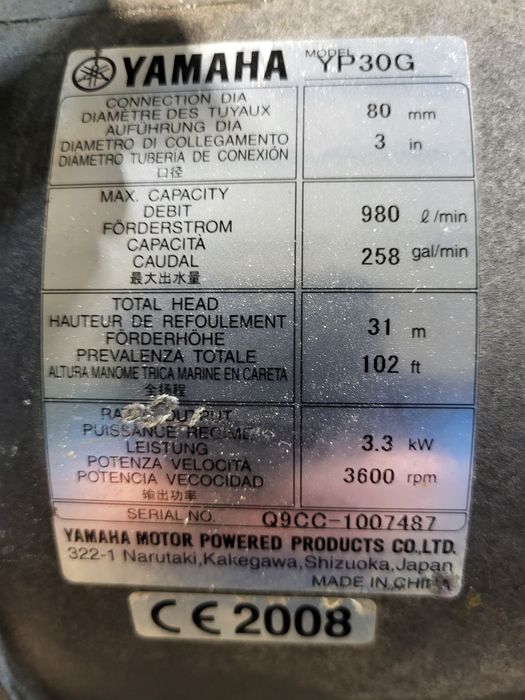 YAMAHA MODEL YP30G
CONNECTION DIA
DIAMÈTRE DES TUYAUX
AUFÜHRUNG DIA
DIAMETRO DI COLLEGAMENTO
DIAMETRO TUBERIA DE CONEXIÓN
口径
80 mm
3 in
MAX. CAPACITY
DEBIT
FÖRDERSTROM
CAPACITÀ
CAUDAL
最大出水量
980 ℓ/min
258 gal/min
TOTAL HEAD
HAUTEUR DE REFOULEMENT
FÖRDERHÖHE
PREVALENZA TOTALE
ALTURA MANOME TRICA MARINE EN CARETA
全扬程
31 m
102 ft
OUTPUT
PUISSANCE REGIME
LEISTUNG
POTENZA VELOCITA
POTENCIA VECOCIDAD
输出功率
3.3 kW
3600 rpm
SERIAL NO. Q9CC-1007487
YAMAHA MOTOR POWERED PRODUCTS CO.,LTD.
322-1 Narutaki,Kakegawa,Shizuoka,Japan
MADE IN CHINA
CE 2008